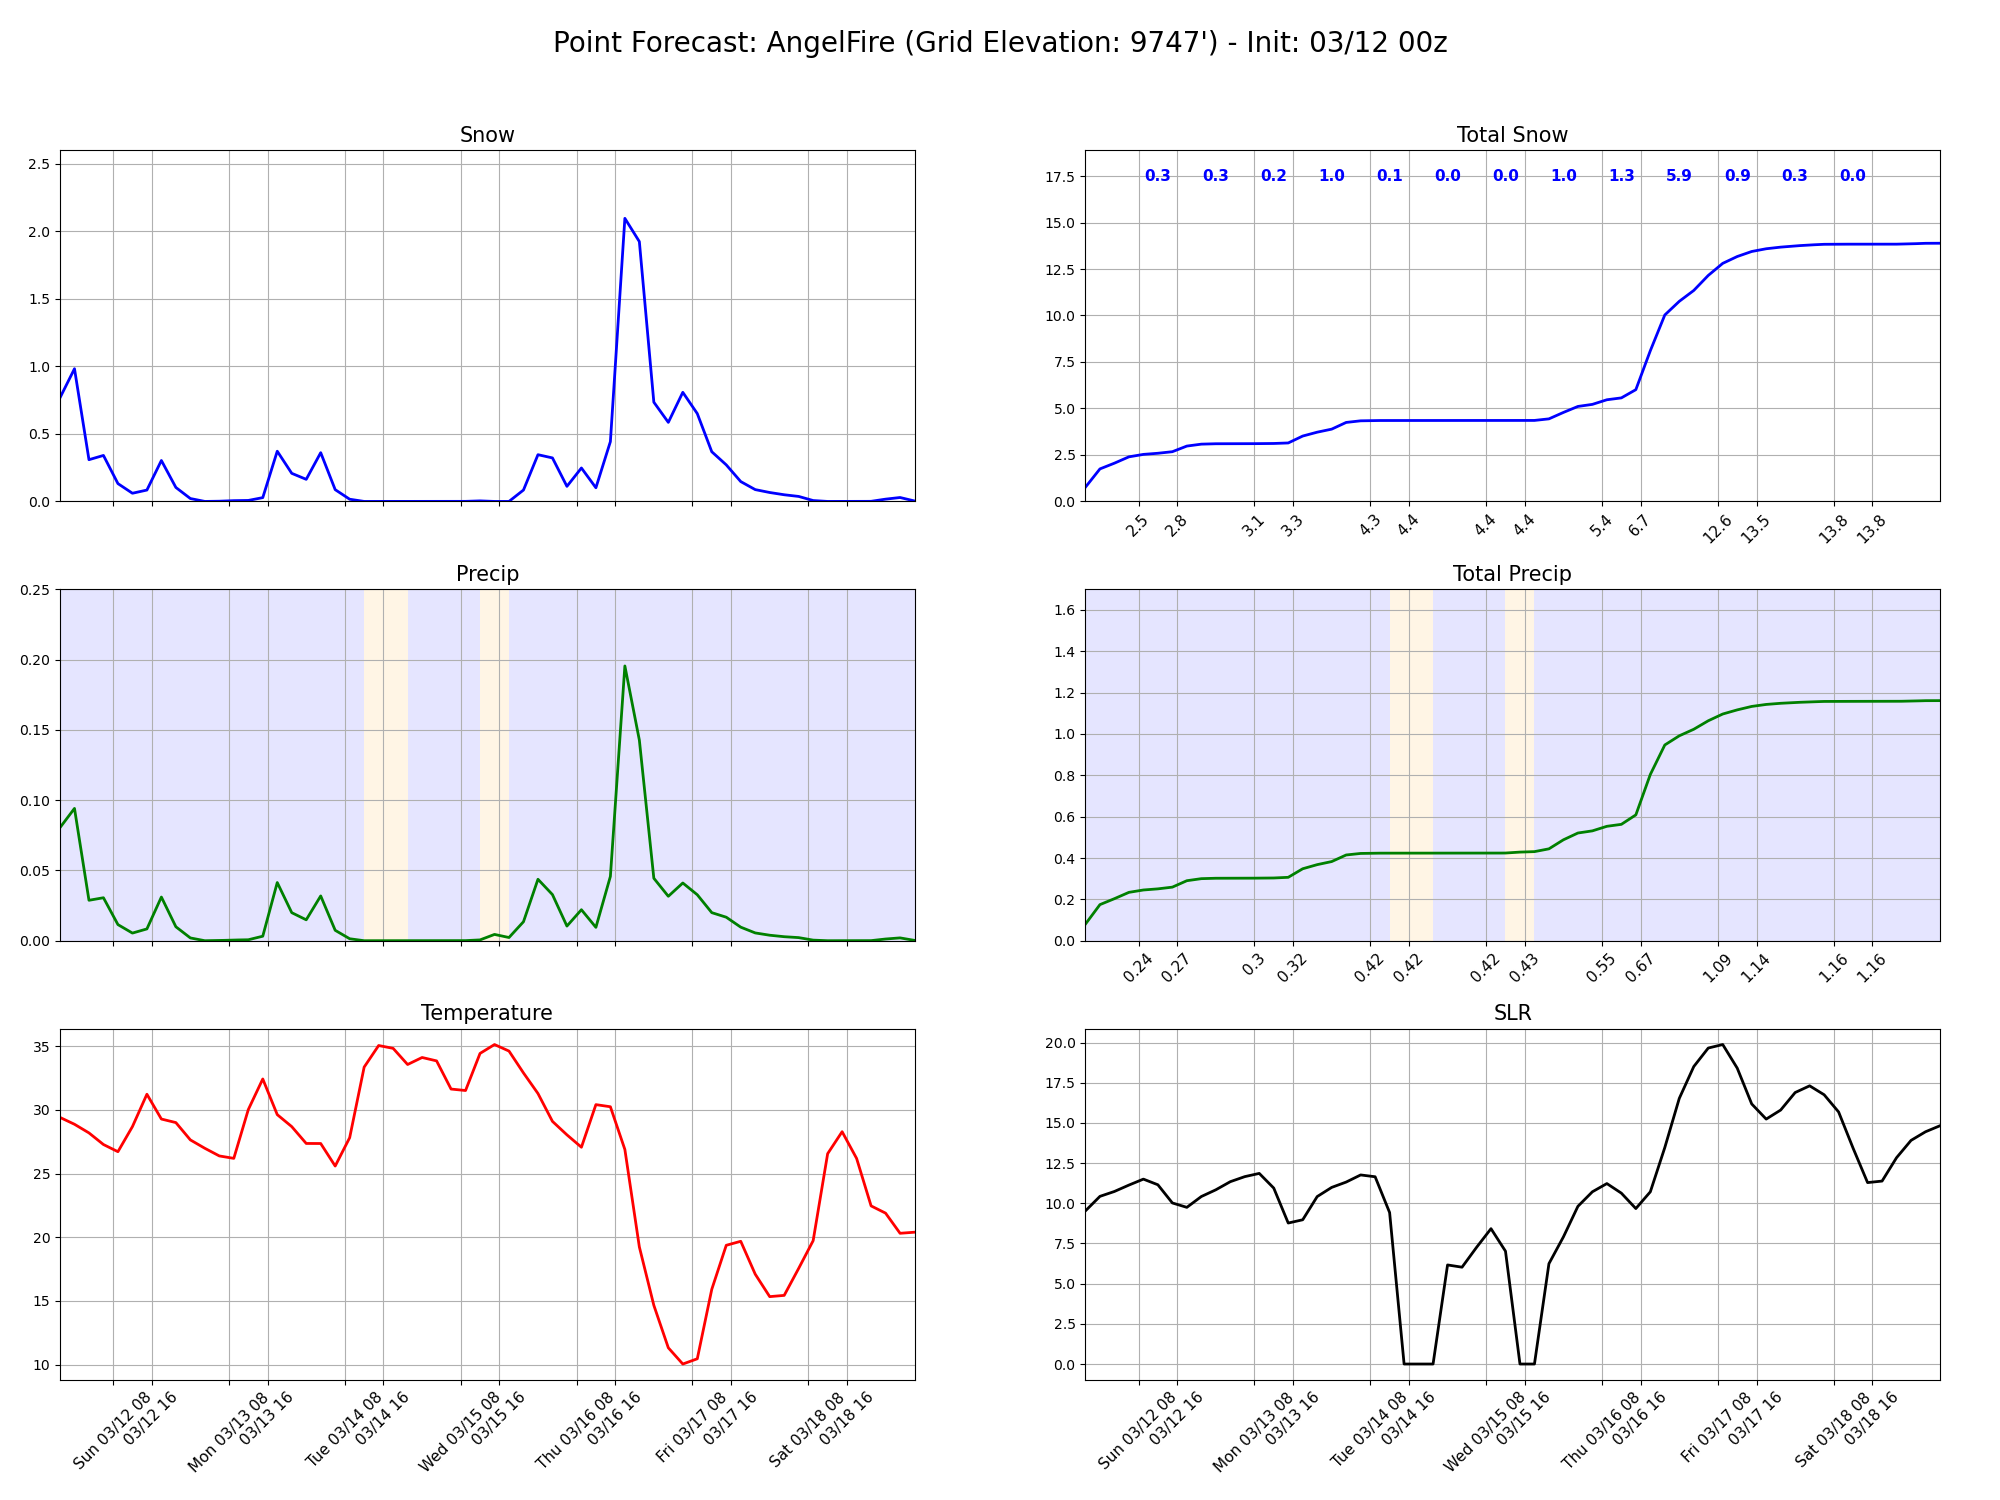 Point Forecast: AngelFire (Grid Elevation: 9747') - Init: 03/12 00z
Snow
2.5
2.0
1.5
1.0
0.5
0.0
Total Snow
17.5
15.0
12.5
10.0
7.5
5.0
2.5
0.0
0.3 0.3 0.2 1.0 0.1 0.0 0.0 1.0 1.3 5.9 0.9 0.3 0.0
2.5 2.8 3.1 3.3 4.3 4.4 4.4 4.4 5.4 6.7 12.6 13.5 13.8 13.8
Precip
0.25
0.20
0.15
0.10
0.05
0.00
Total Precip
1.6
1.4
1.2
1.0
0.8
0.6
0.4
0.2
0.0
0.24 0.27 0.3 0.32 0.42 0.42 0.42 0.43 0.55 0.67 1.09 1.14 1.16 1.16
Temperature
35
30
25
20
15
10
Sun 03/12 08
03/12 16
Mon 03/13 08
03/13 16
Tue 03/14 08
03/14 16
Wed 03/15 08
03/15 16
Thu 03/16 08
03/16 16
Fri 03/17 08
03/17 16
Sat 03/18 08
03/18 16
SLR
20.0
17.5
15.0
12.5
10.0
7.5
5.0
2.5
0.0
Sun 03/12 08
03/12 16
Mon 03/13 08
03/13 16
Tue 03/14 08
03/14 16
Wed 03/15 08
03/15 16
Thu 03/16 08
03/16 16
Fri 03/17 08
03/17 16
Sat 03/18 08
03/18 16